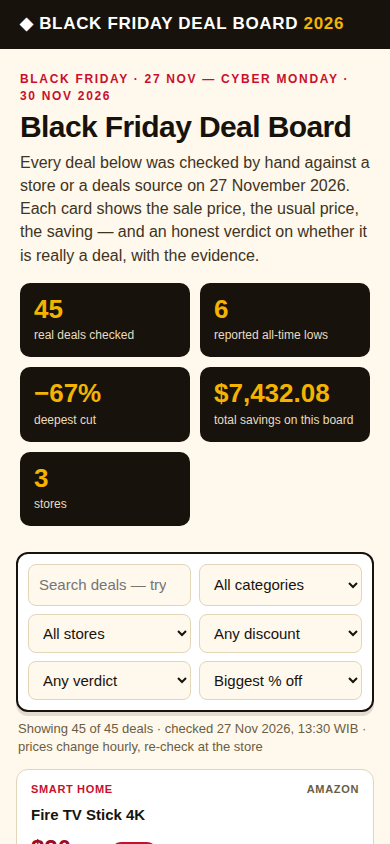 ◆ BLACK FRIDAY DEAL BOARD 2026
BLACK FRIDAY · 27 NOV — CYBER MONDAY ·
30 NOV 2026
Black Friday Deal Board
Every deal below was checked by hand against a
store or a deals source on 27 November 2026.
Each card shows the sale price, the usual price,
the saving — and an honest verdict on whether it
is really a deal, with the evidence.
45
real deals checked
6
reported all-time lows
−67%
deepest cut
$7,432.08
total savings on this board
3
stores
Search deals — try
All categories
All stores
Any discount
Any verdict
Biggest % off
Showing 45 of 45 deals · checked 27 Nov 2026, 13:30 WIB ·
prices change hourly, re-check at the store
SMART HOME
AMAZON
Fire TV Stick 4K